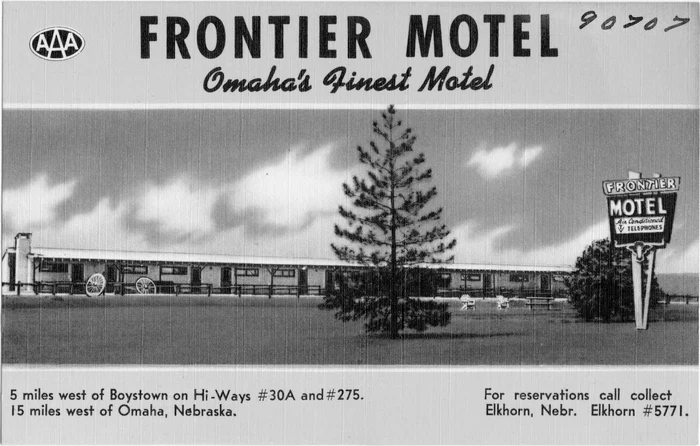 AAA
FRONTIER MOTEL
90707
Omaha's Finest Motel
FRONTIER
MOTEL
Air Conditioned
TELEPHONES
5 miles west of Boystown on Hi-Ways #30A and #275.
15 miles west of Omaha, Nebraska.
For reservations call collect
Elkhorn, Nebr. Elkhorn #5771.